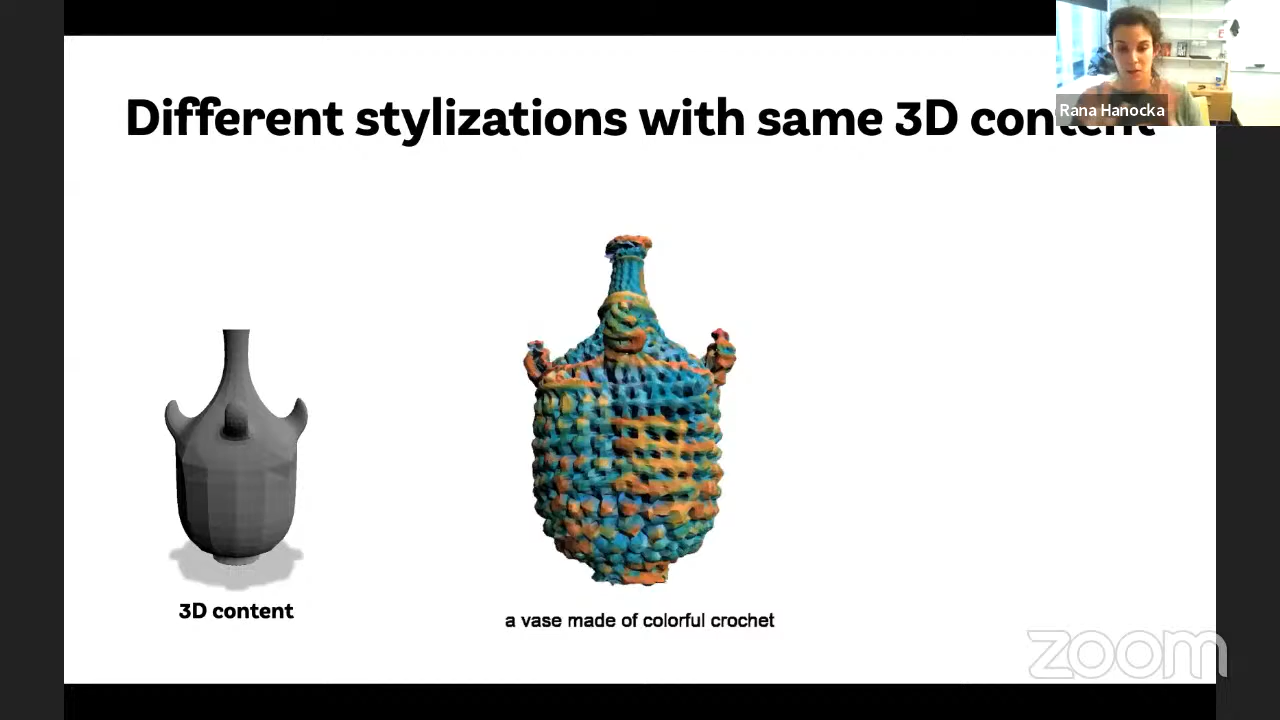 Different stylizations with same 3D content
Rana Hanocka
3D content
a vase made of colorful crochet
zoom